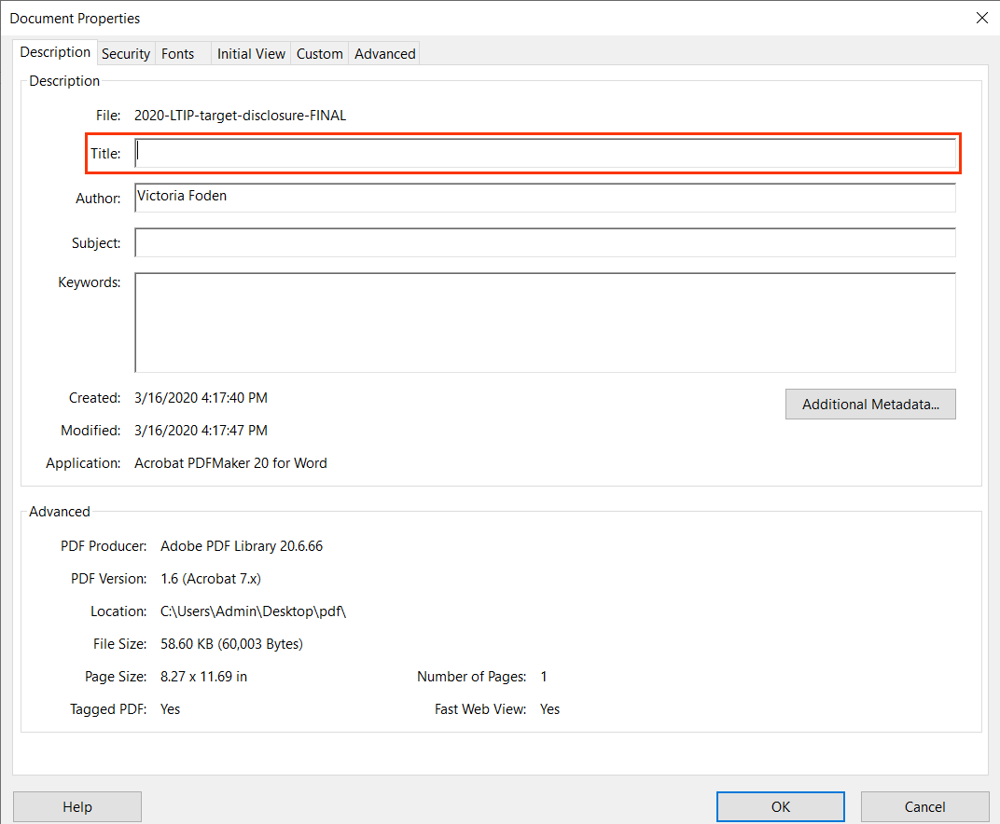 Document Properties
Description Security Fonts Initial View Custom Advanced
Description
File: 2020-LTIP-target-disclosure-FINAL
Title:
Author: Victoria Foden
Subject:
Keywords:
Created: 3/16/2020 4:17:40 PM
Additional Metadata...
Modified: 3/16/2020 4:17:47 PM
Application: Acrobat PDFMaker 20 for Word
Advanced
PDF Producer: Adobe PDF Library 20.6.66
PDF Version: 1.6 (Acrobat 7.x)
Location: C:\Users\Admin\Desktop\pdf\
File Size: 58.60 KB (60,003 Bytes)
Page Size: 8.27 x 11.69 in Number of Pages: 1
Tagged PDF: Yes Fast Web View: Yes
Help OK Cancel